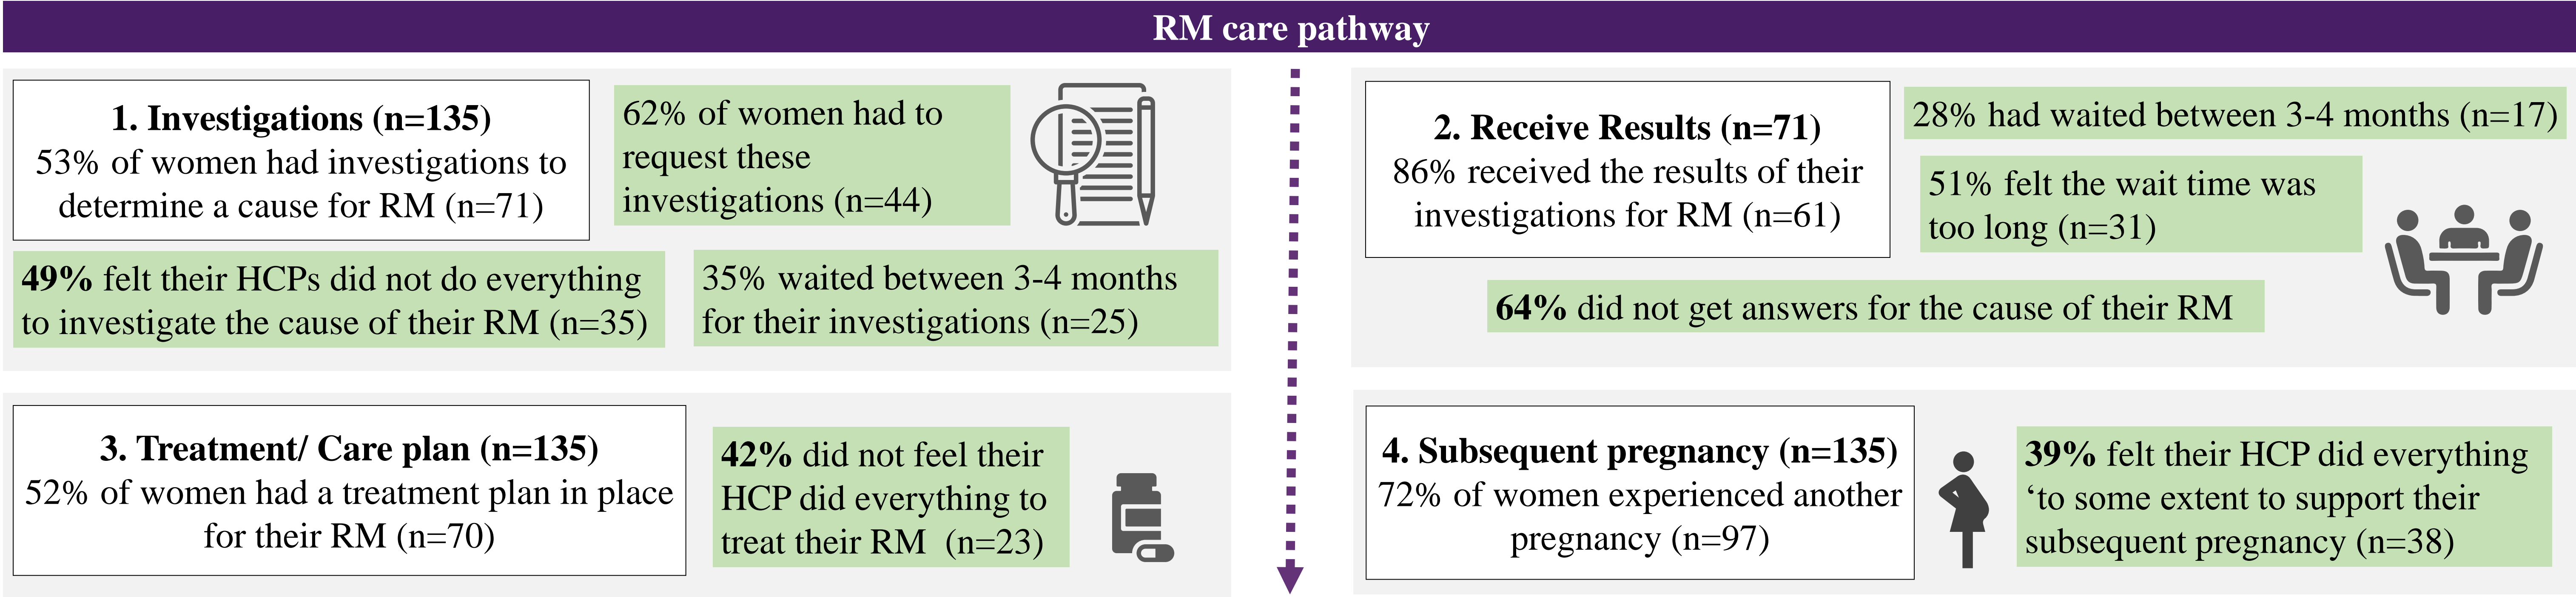 RM care pathway
1. Investigations (n=135)
53% of women had investigations to
determine a cause for RM (n=71)
62% of women had to
request these
investigations (n=44)
49% felt their HCPs did not do everything
to investigate the cause of their RM (n=35)
35% waited between 3-4 months
for their investigations (n=25)
2. Receive Results (n=71)
86% received the results of their
investigations for RM (n=61)
28% had waited between 3-4 months (n=17)
51% felt the wait time was
too long (n=31)
64% did not get answers for the cause of their RM
3. Treatment/ Care plan (n=135)
52% of women had a treatment plan in place
for their RM (n=70)
42% did not feel their
HCP did everything to
treat their RM  (n=23)
4. Subsequent pregnancy (n=135)
72% of women experienced another
pregnancy (n=97)
39% felt their HCP did everything
‘to some extent to support their
subsequent pregnancy (n=38)